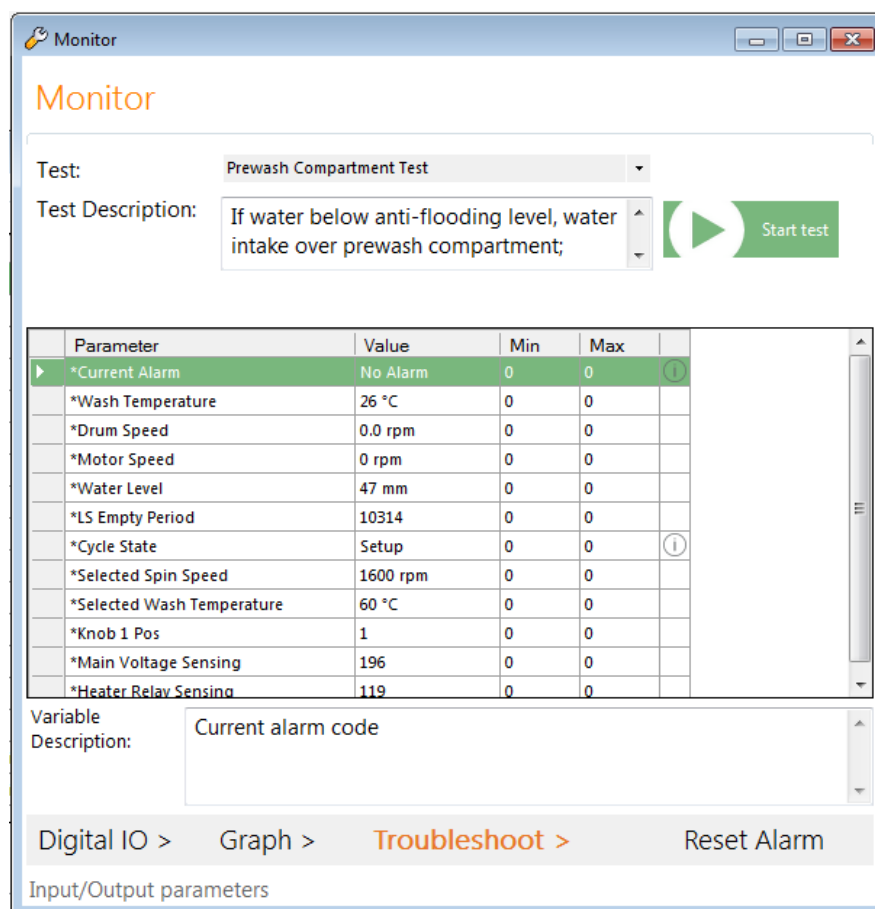 Monitor
Monitor
Test: Prewash Compartment Test
Test Description: If water below anti-flooding level, water
intake over prewash compartment;
Start test
Parameter Value Min Max
*Current Alarm No Alarm 0 0 i
*Wash Temperature 26 °C 0 0
*Drum Speed 0.0 rpm 0 0
*Motor Speed 0 rpm 0 0
*Water Level 47 mm 0 0
*LS Empty Period 10314 0 0
*Cycle State Setup 0 0 i
*Selected Spin Speed 1600 rpm 0 0
*Selected Wash Temperature 60 °C 0 0
*Knob 1 Pos 1 0 0
*Main Voltage Sensing 196 0 0
*Heater Relay Sensing 119 0 0
Variable
Description:
Current alarm code
Digital IO > Graph > Troubleshoot > Reset Alarm
Input/Output parameters